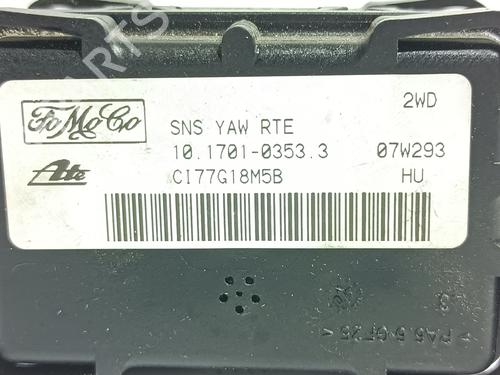 2WD
FoMoCo
SNS YAW RTE
10.1701-0353.3
07W293
Ate
CI77G18M5B
HU